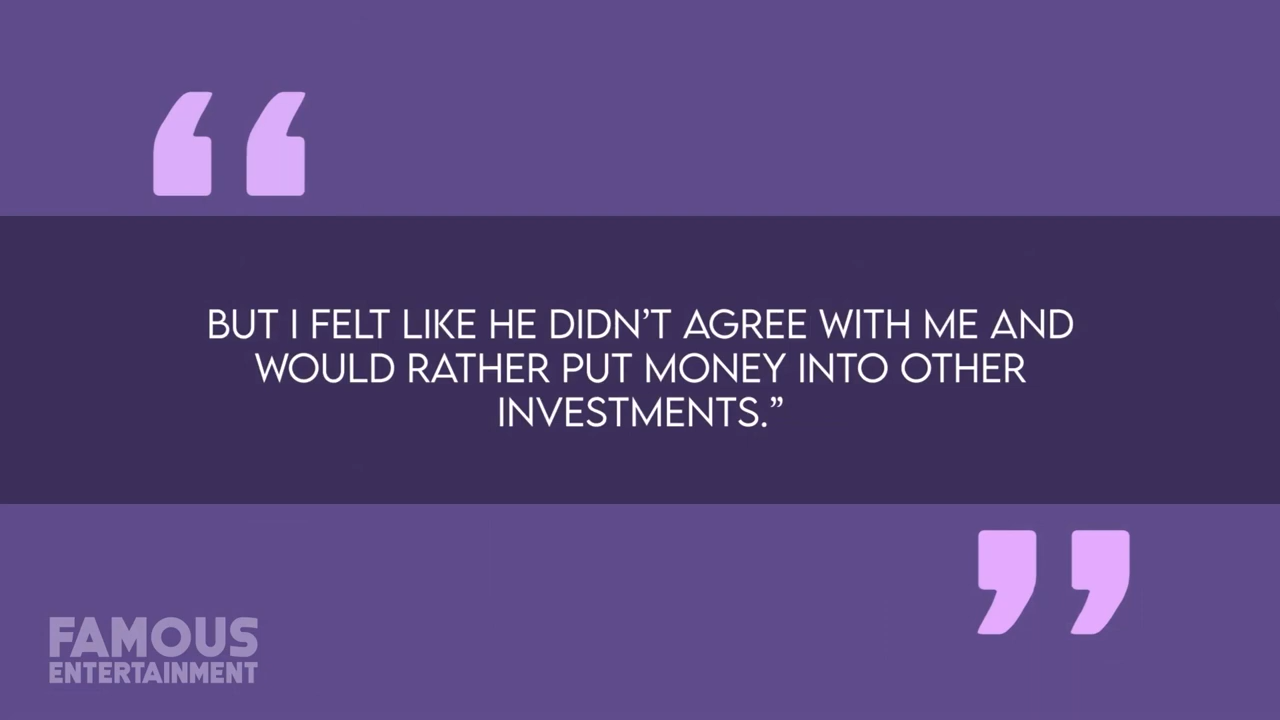 “
BUT I FELT LIKE HE DIDN’T AGREE WITH ME AND
WOULD RATHER PUT MONEY INTO OTHER
INVESTMENTS.”
”
FAMOUS
ENTERTAINMENT